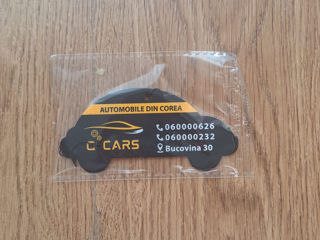 AUTOMOBILE DIN COREA
060000626
060000232
C CARS
Bucovina 30